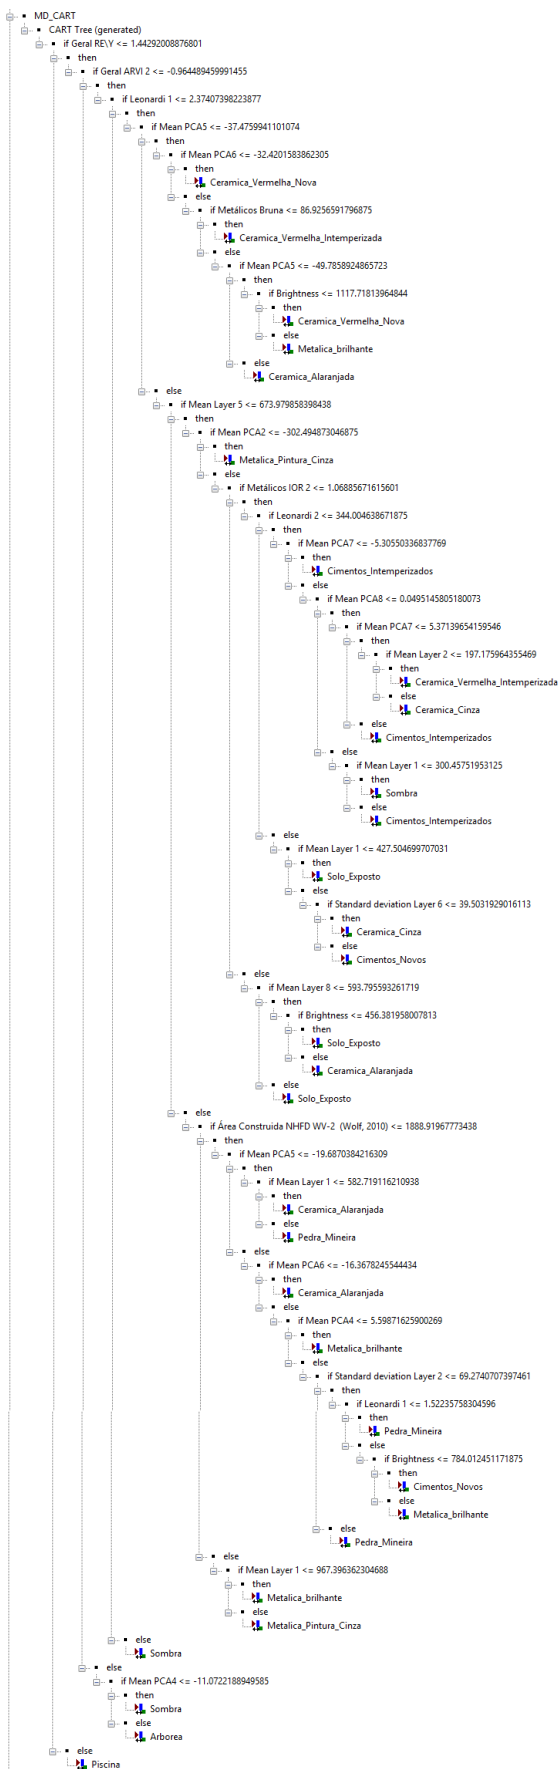 MD_CART
CART Tree (generated)
if Geral RE\Y <= 1.44292008876801
then
if Geral ARVI 2 <= -0.964489459991455
then
if Leonardi 1 <= 2.37407398223877
then
if Mean PCA5 <= -37.4759941101074
then
if Mean PCA6 <= -32.4201583862305
then
Ceramica_Vermelha_Nova
else
if Metálicos Bruna <= 86.9256591796875
then
Ceramica_Vermelha_Intemperizada
else
if Mean PCA5 <= -49.7858924865723
then
if Brightness <= 1117.71813964844
then
Ceramica_Vermelha_Nova
else
Metalica_brilhante
else
Ceramica_Alaranjada
else
if Mean Layer 5 <= 673.979858398438
then
if Mean PCA2 <= -302.494873046875
then
Metalica_Pintura_Cinza
else
if Metálicos IOR 2 <= 1.06885671615601
then
if Leonardi 2 <= 344.004638671875
then
if Mean PCA7 <= -5.30550336837769
then
Cimentos_Intemperizados
else
if Mean PCA8 <= 0.0495145805180073
then
if Mean PCA7 <= 5.37139654159546
then
if Mean Layer 2 <= 197.175964355469
then
Ceramica_Vermelha_Intemperizada
else
Ceramica_Cinza
else
Cimentos_Intemperizados
else
if Mean Layer 1 <= 300.45751953125
then
Sombra
else
Cimentos_Intemperizados
else
if Mean Layer 1 <= 427.504699707031
then
Solo_Exposto
else
if Standard deviation Layer 6 <= 39.5031929016113
then
Ceramica_Cinza
else
Cimentos_Novos
else
if Mean Layer 8 <= 593.795593261719
then
if Brightness <= 456.381958007813
then
Solo_Exposto
else
Ceramica_Alaranjada
else
Solo_Exposto
else
if Área Construida NHFD WV-2 (Wolf, 2010) <= 1888.91967773438
then
if Mean PCA5 <= -19.6870384216309
then
if Mean Layer 1 <= 582.719116210938
then
Ceramica_Alaranjada
else
Pedra_Mineira
else
if Mean PCA6 <= -16.3678245544434
then
Ceramica_Alaranjada
else
if Mean PCA4 <= 5.59871625900269
then
Metalica_brilhante
else
if Standard deviation Layer 2 <= 69.2740707397461
then
if Leonardi 1 <= 1.52235758304596
then
Pedra_Mineira
else
if Brightness <= 784.012451171875
then
Cimentos_Novos
else
Metalica_brilhante
else
Pedra_Mineira
else
if Mean Layer 1 <= 967.396362304688
then
Metalica_brilhante
else
Metalica_Pintura_Cinza
else
Sombra
else
if Mean PCA4 <= -11.0722188949585
then
Sombra
else
Arborea
else
Piscina